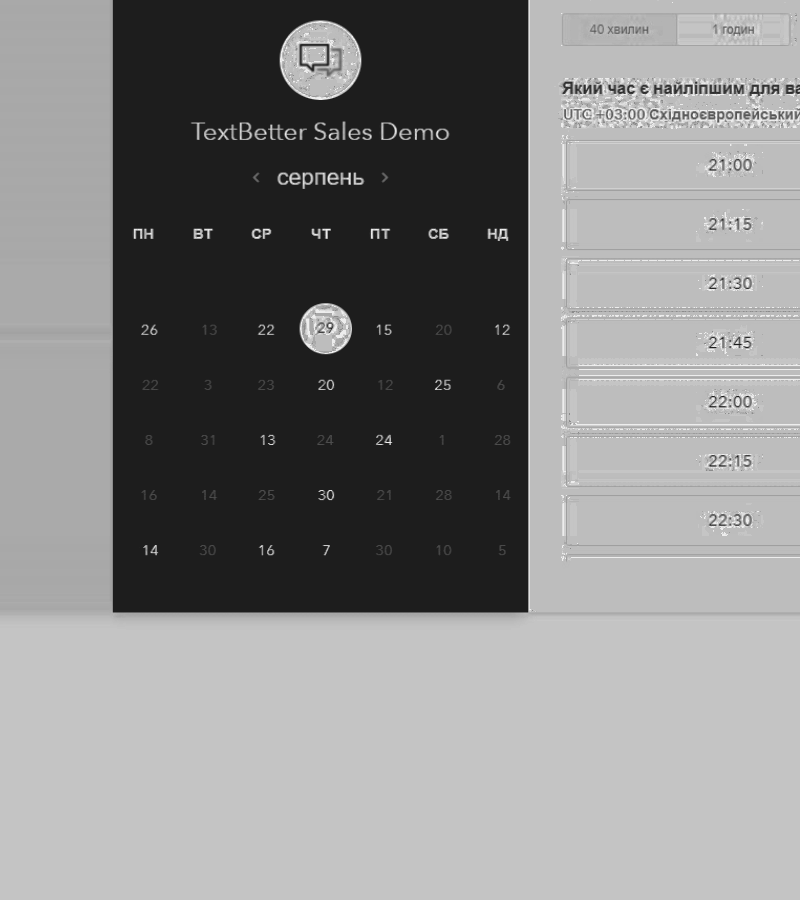 TextBetter Sales Demo
‹ серпень ›
ПН ВТ СР ЧТ ПТ СБ НД
26 13 22 29 15 20 12
22 3 23 20 12 25 6
8 31 13 24 24 1 28
16 14 25 30 21 28 14
14 30 16 7 30 10 5
40 хвилин 1 годин
Який час є найліпшим для ва
UTC +03:00 Східноєвропейський
21:00
21:15
21:30
21:45
22:00
22:15
22:30